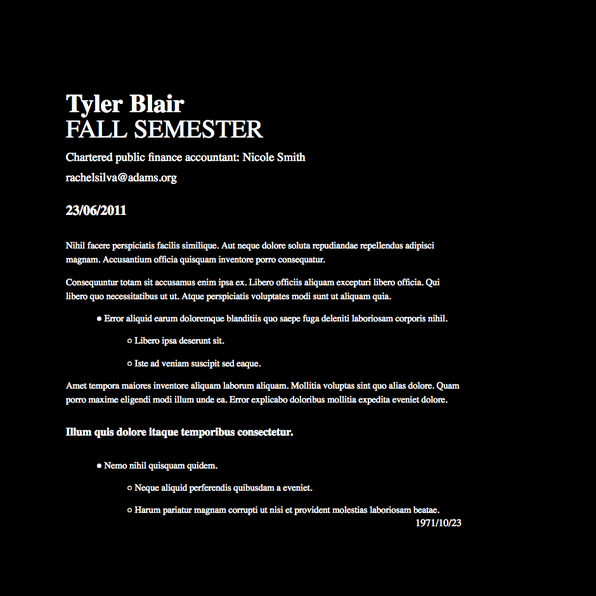 Tyler Blair
FALL SEMESTER
Chartered public finance accountant: Nicole Smith
rachelsilva@adams.org
23/06/2011
Nihil facere perspiciatis facilis similique. Aut neque dolore soluta repudiandae repellendus adipisci
magnam. Accusantium officia quisquam inventore porro consequatur.
Consequuntur totam sit accusamus enim ipsa ex. Libero officiis aliquam excepturi libero officia. Qui
libero quo necessitatibus ut ut. Atque perspiciatis voluptates modi sunt ut aliquam quia.
● Error aliquid earum doloremque blanditiis quo saepe fuga deleniti laboriosam corporis nihil.
○ Libero ipsa deserunt sit.
○ Iste ad veniam suscipit sed eaque.
Amet tempora maiores inventore aliquam laborum aliquam. Mollitia voluptas sint quo alias dolore. Quam
porro maxime eligendi modi illum unde ea. Error explicabo doloribus mollitia expedita eveniet dolore.
Illum quis dolore itaque temporibus consectetur.
● Nemo nihil quisquam quidem.
○ Neque aliquid perferendis quibusdam a eveniet.
○ Harum pariatur magnam corrupti ut nisi et provident molestias laboriosam beatae.
1971/10/23